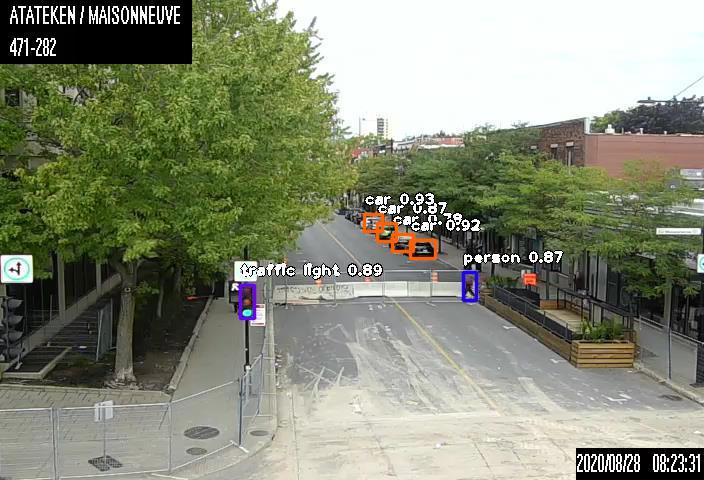 ATATEKEN / MAISONNEUVE
471-282
car 0.93
car 0.87
car 0.78
car 0.92
person 0.87
traffic light 0.89
2020/08/28 08:23:31